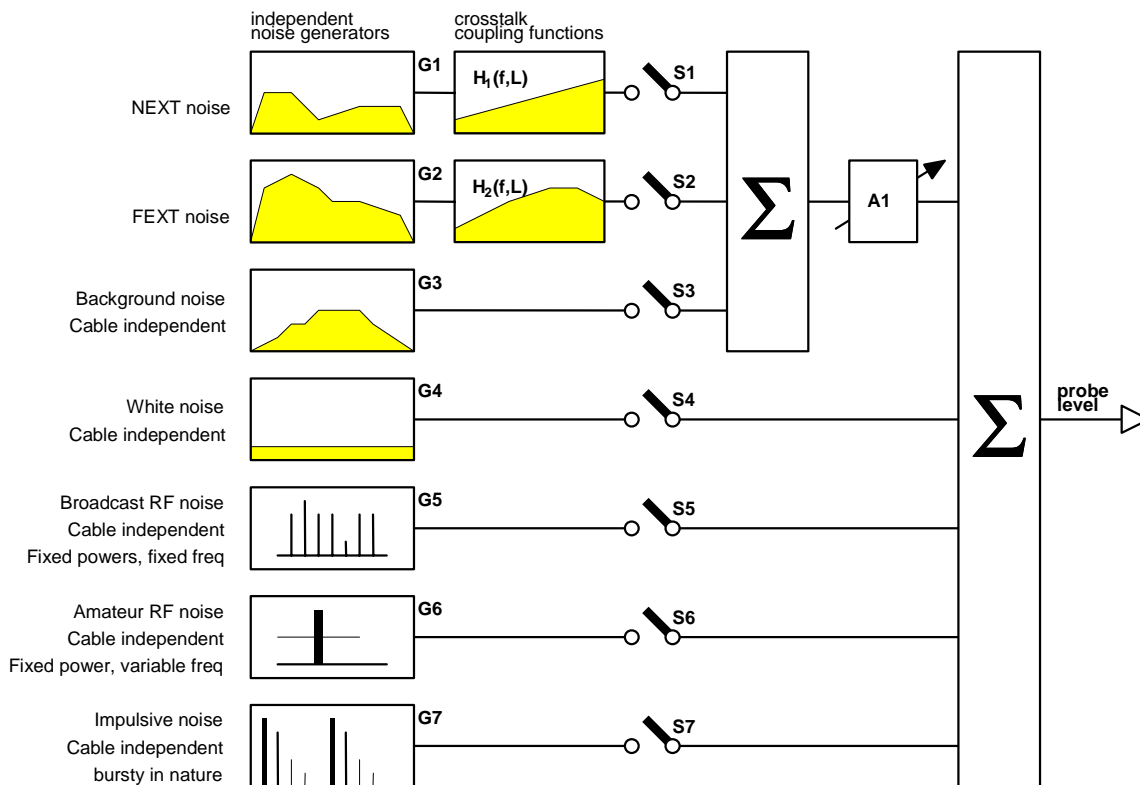 independent
noise generators
crosstalk
coupling functions
NEXT noise
G1
H1(f,L)
S1
FEXT noise
G2
H2(f,L)
S2
Σ
A1
Background noise
Cable independent
G3
S3
White noise
Cable independent
G4
S4
Σ
probe
level
Broadcast RF noise
Cable independent
Fixed powers, fixed freq
G5
S5
Amateur RF noise
Cable independent
Fixed power, variable freq
G6
S6
Impulsive noise
Cable independent
bursty in nature
G7
S7